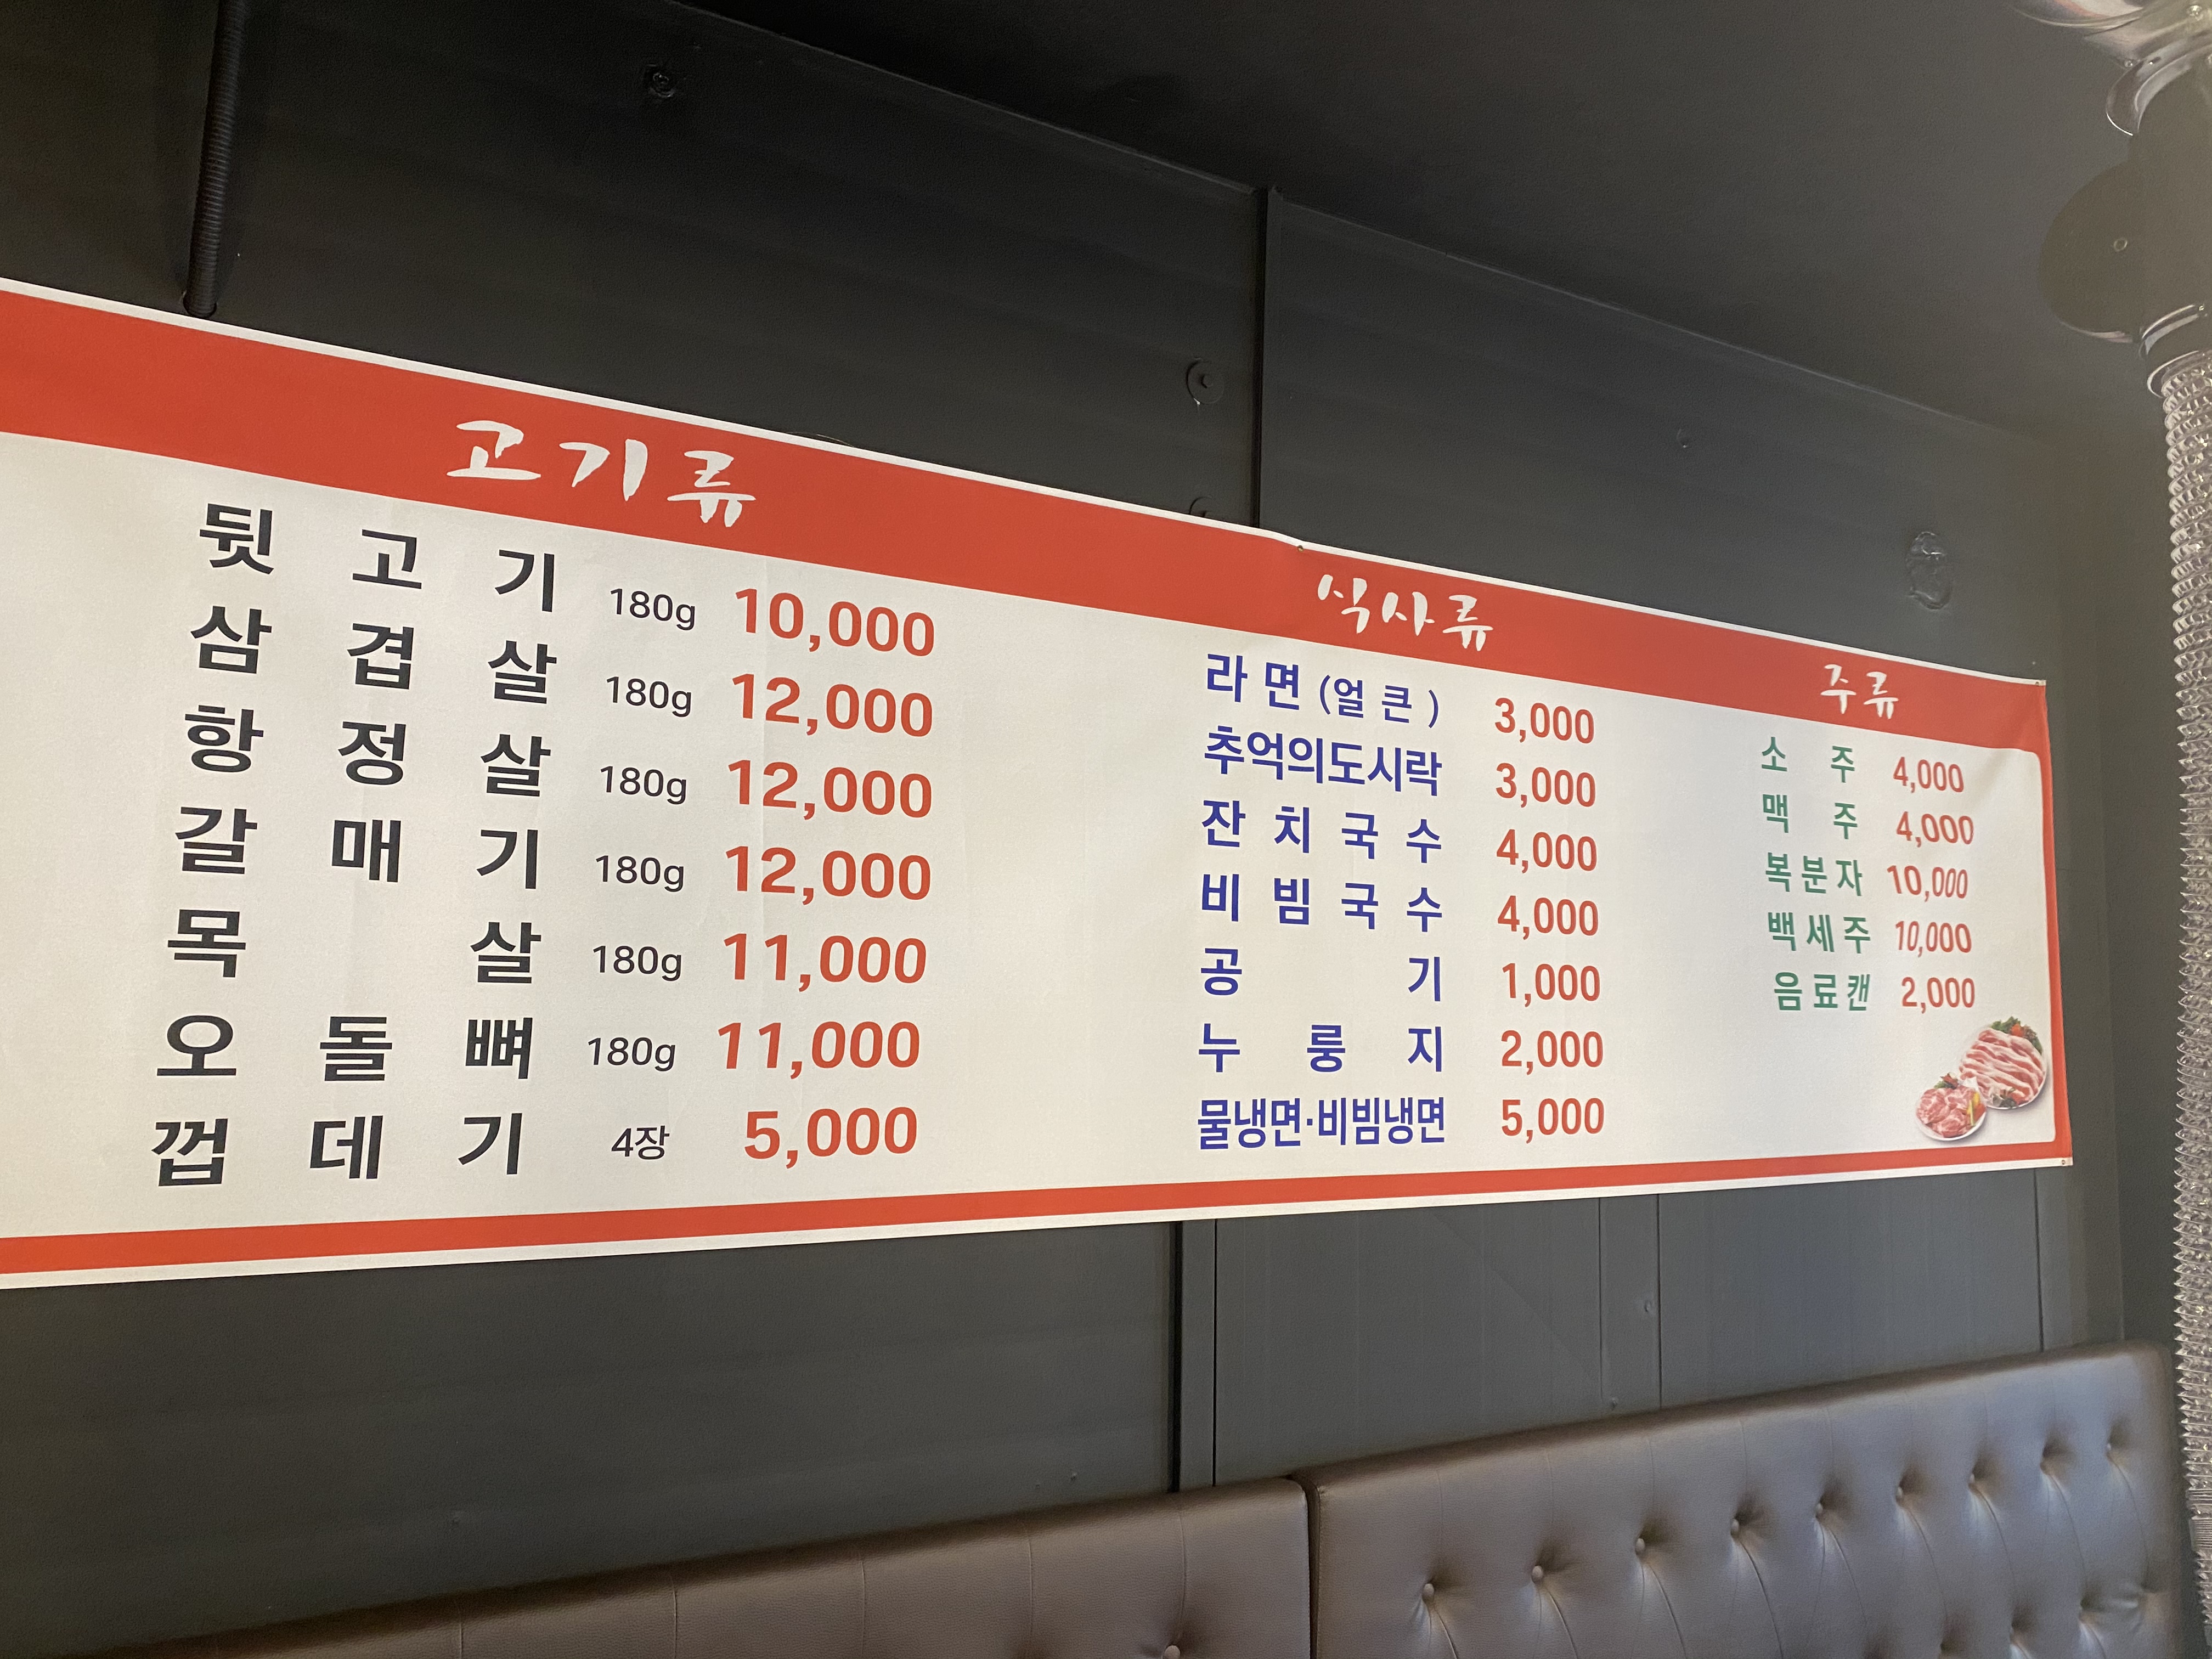 고기류
뒷고기 180g 10,000
삼겹살 180g 12,000
항정살 180g 12,000
갈매기 180g 12,000
목살 180g 11,000
오돌뼈 180g 11,000
껍데기 4장 5,000
식사류
라면(얼큰) 3,000
추억의도시락 3,000
잔치국수 4,000
비빔국수 4,000
공기 1,000
누룽지 2,000
물냉면·비빔냉면 5,000
주류
소주 4,000
맥주 4,000
복분자 10,000
백세주 10,000
음료캔 2,000